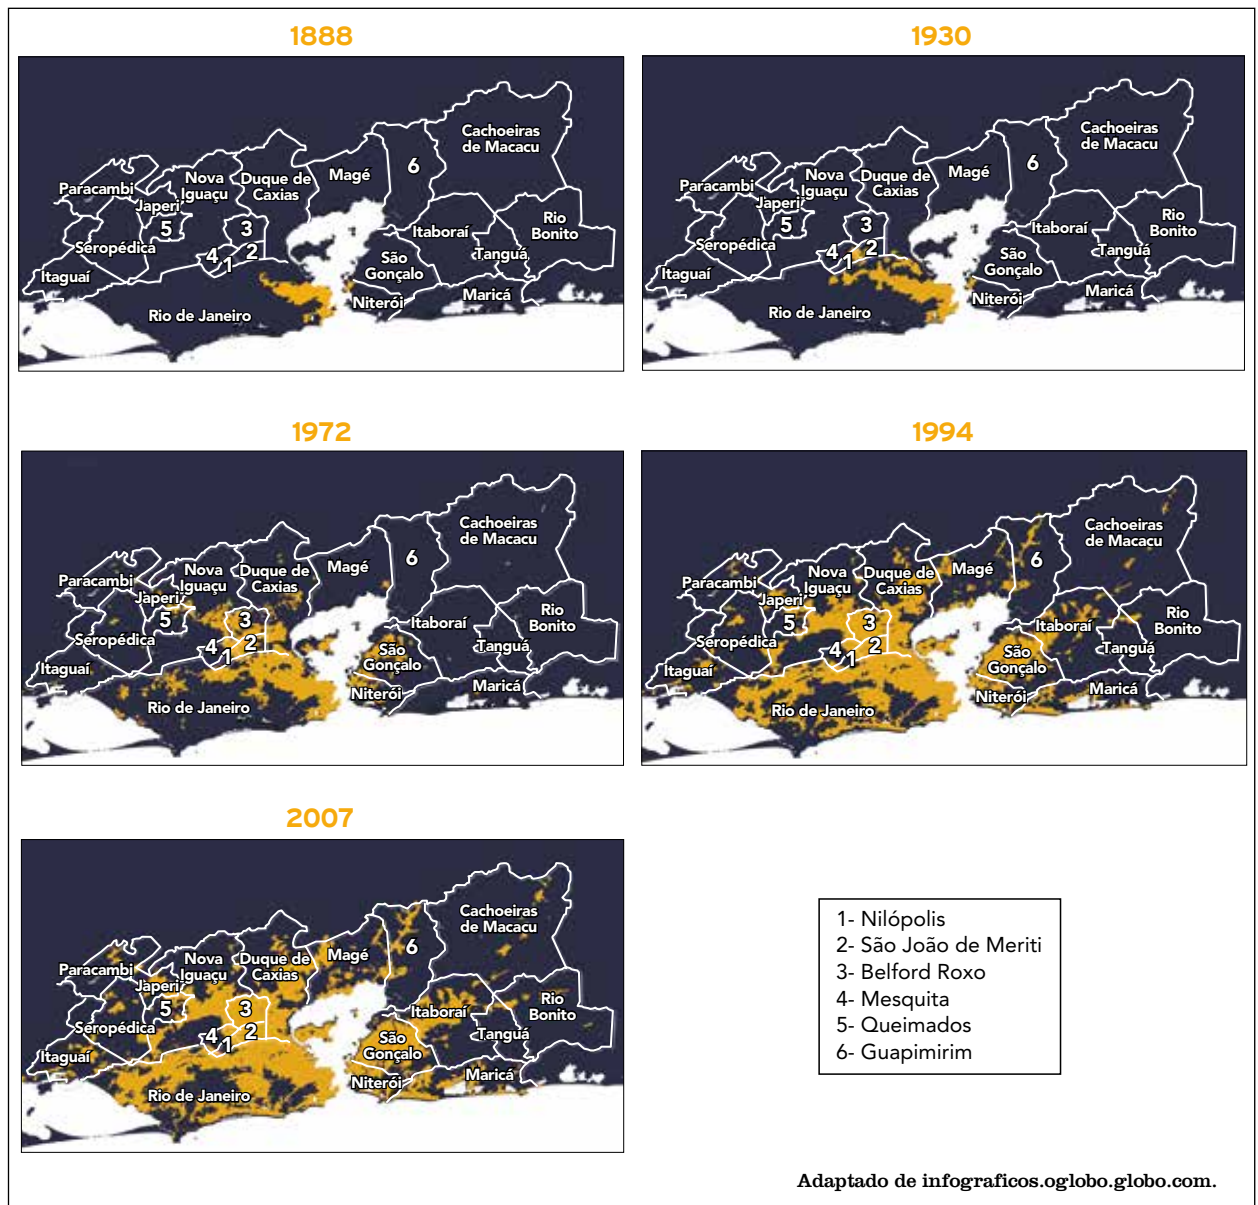 1888
Cachoeiras
de Macacu
6
Magé
Nova
Iguaçu
Duque de
Caxias
Paracambi
Japeri
5
3
Rio
Bonito
Itaboraí
Seropédica
4
2
1
São
Gonçalo
Tanguá
Itaguaí
Niterói
Maricá
Rio de Janeiro
1930
Cachoeiras
de Macacu
6
Magé
Nova
Iguaçu
Duque de
Caxias
Paracambi
Japeri
5
3
Rio
Bonito
Itaboraí
Seropédica
4
2
1
São
Gonçalo
Tanguá
Itaguaí
Niterói
Maricá
Rio de Janeiro
1972
Cachoeiras
de Macacu
6
Magé
Nova
Iguaçu
Duque de
Caxias
Paracambi
Japeri
5
3
Rio
Bonito
Itaboraí
Seropédica
4
2
1
São
Gonçalo
Tanguá
Itaguaí
Niterói
Maricá
Rio de Janeiro
1994
Cachoeiras
de Macacu
6
Magé
Nova
Iguaçu
Duque de
Caxias
Paracambi
Japeri
5
3
Rio
Bonito
Itaboraí
Seropédica
4
2
1
São
Gonçalo
Tanguá
Itaguaí
Niterói
Maricá
Rio de Janeiro
2007
Cachoeiras
de Macacu
6
Magé
Nova
Iguaçu
Duque de
Caxias
Paracambi
Japeri
5
3
Rio
Bonito
Itaboraí
Seropédica
4
2
1
São
Gonçalo
Tanguá
Itaguaí
Niterói
Maricá
Rio de Janeiro
1- Nilópolis
2- São João de Meriti
3- Belford Roxo
4- Mesquita
5- Queimados
6- Guapimirim
Adaptado de infograficos.oglobo.globo.com.